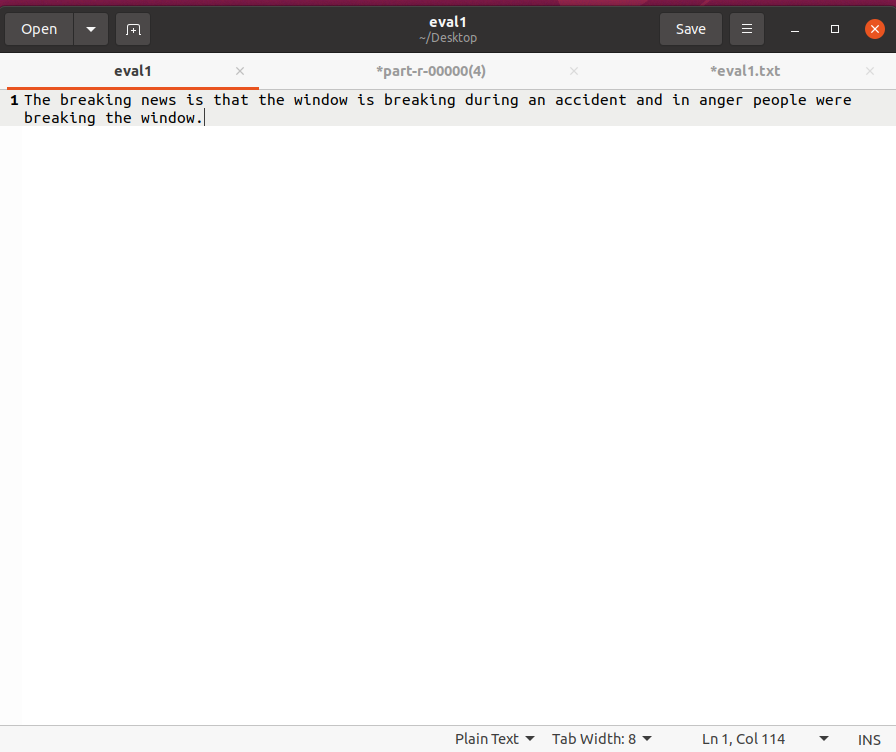 Open
eval1
~/Desktop
Save
eval1
*part-r-00000(4)
*eval1.txt
1 The breaking news is that the window is breaking during an accident and in anger people were
breaking the window.
Plain Text
Tab Width: 8
Ln 1, Col 114
INS